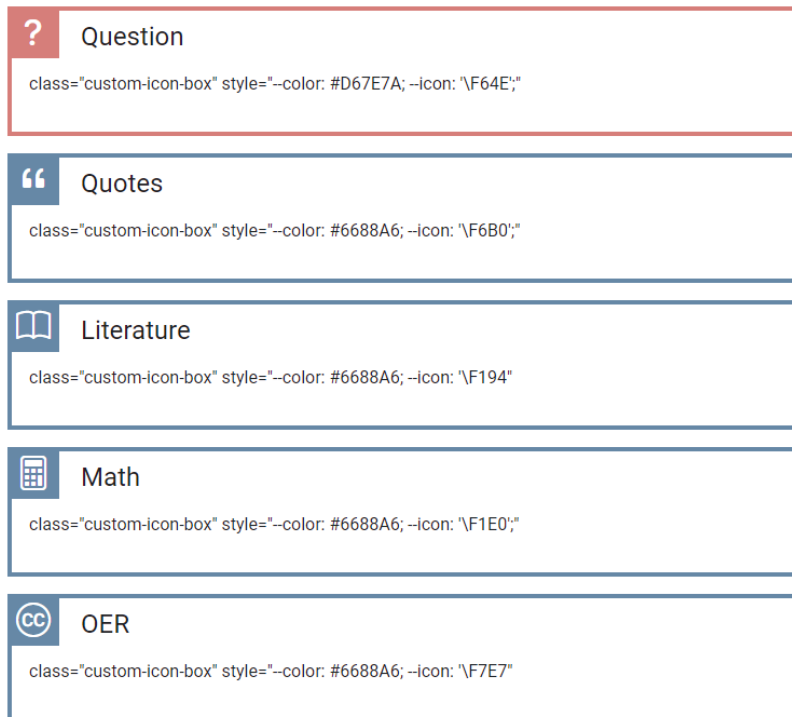 ?
Question
class="custom-icon-box" style="--color: #D67E7A; --icon: '\F64E';"
“
Quotes
class="custom-icon-box" style="--color: #6688A6; --icon: '\F6B0';"
Literature
class="custom-icon-box" style="--color: #6688A6; --icon: '\F194"
Math
class="custom-icon-box" style="--color: #6688A6; --icon: '\F1E0';"
CC
OER
class="custom-icon-box" style="--color: #6688A6; --icon: '\F7E7"